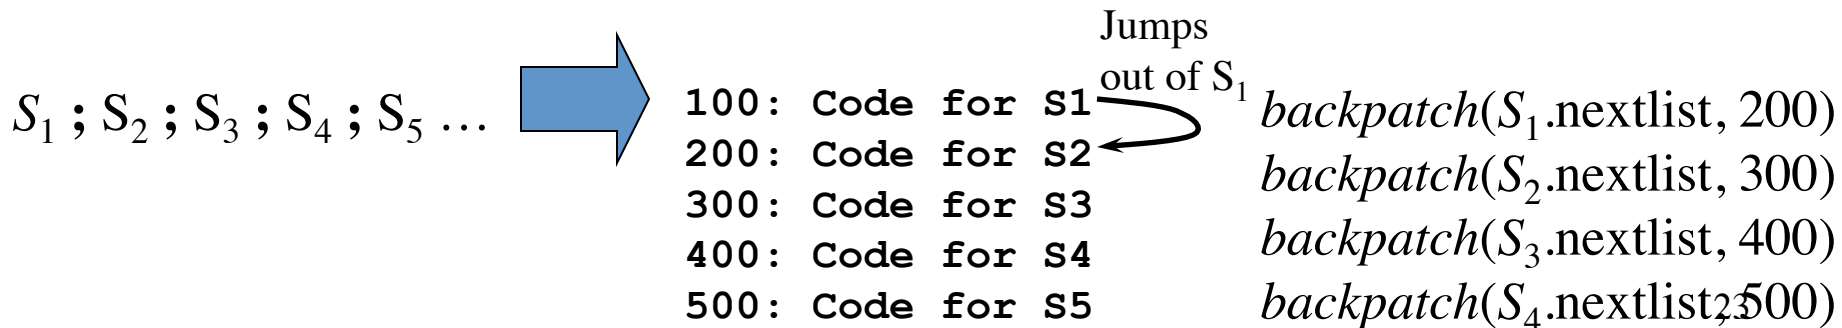 S₁ ; S₂ ; S₃ ; S₄ ; S₅ …
Jumps
out of S₁
100: Code for S1
200: Code for S2
300: Code for S3
400: Code for S4
500: Code for S5
backpatch(S₁.nextlist, 200)
backpatch(S₂.nextlist, 300)
backpatch(S₃.nextlist, 400)
backpatch(S₄.nextlist, 500)
23